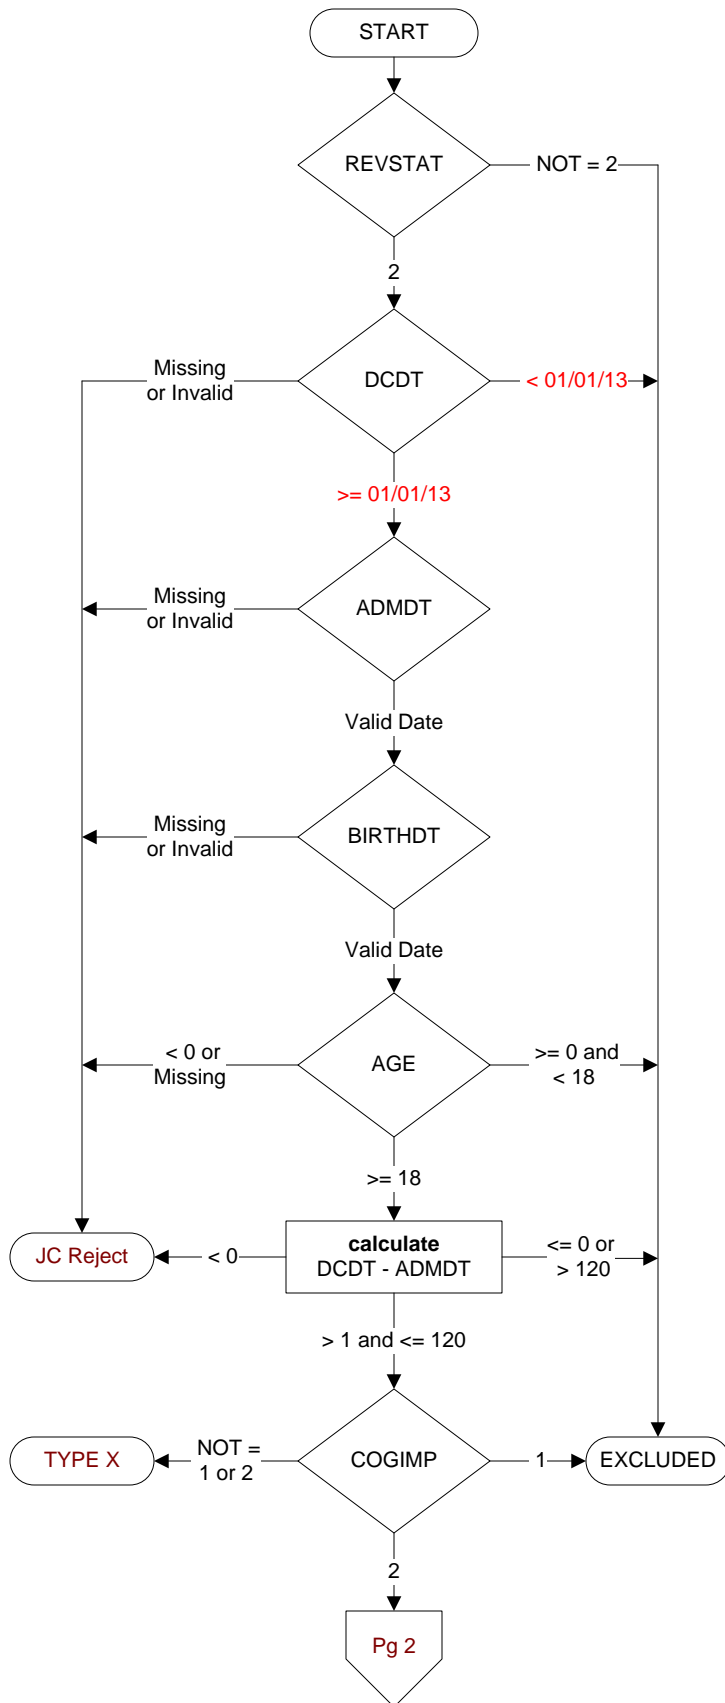 START
REVSTAT
NOT = 2
2
Missing
or Invalid
DCDT
< 01/01/13
>= 01/01/13
Missing
or Invalid
ADMDT
Valid Date
Missing
or Invalid
BIRTHDT
Valid Date
< 0 or
Missing
AGE
>= 0 and
< 18
>= 18
JC Reject
< 0
calculate
DCDT - ADMDT
<= 0 or
> 120
> 1 and <= 120
TYPE X
NOT =
1 or 2
COGIMP
1
EXCLUDED
2
Pg 2